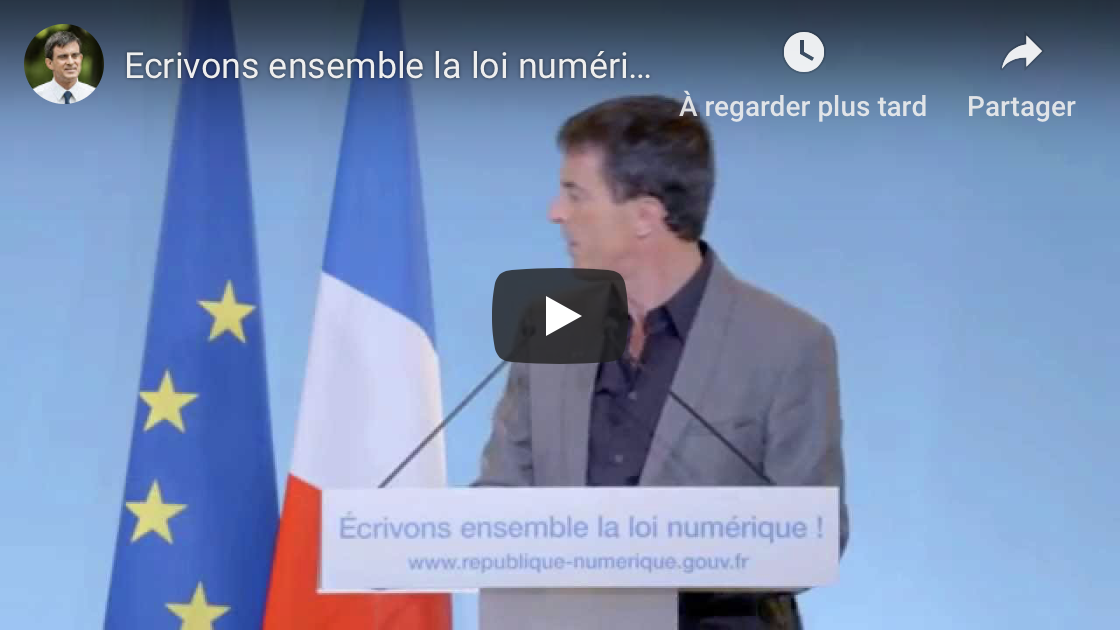 Ecrivons ensemble la loi numéri...
À regarder plus tard
Partager
Écrivons ensemble la loi numérique !
www.republique-numerique.gouv.fr